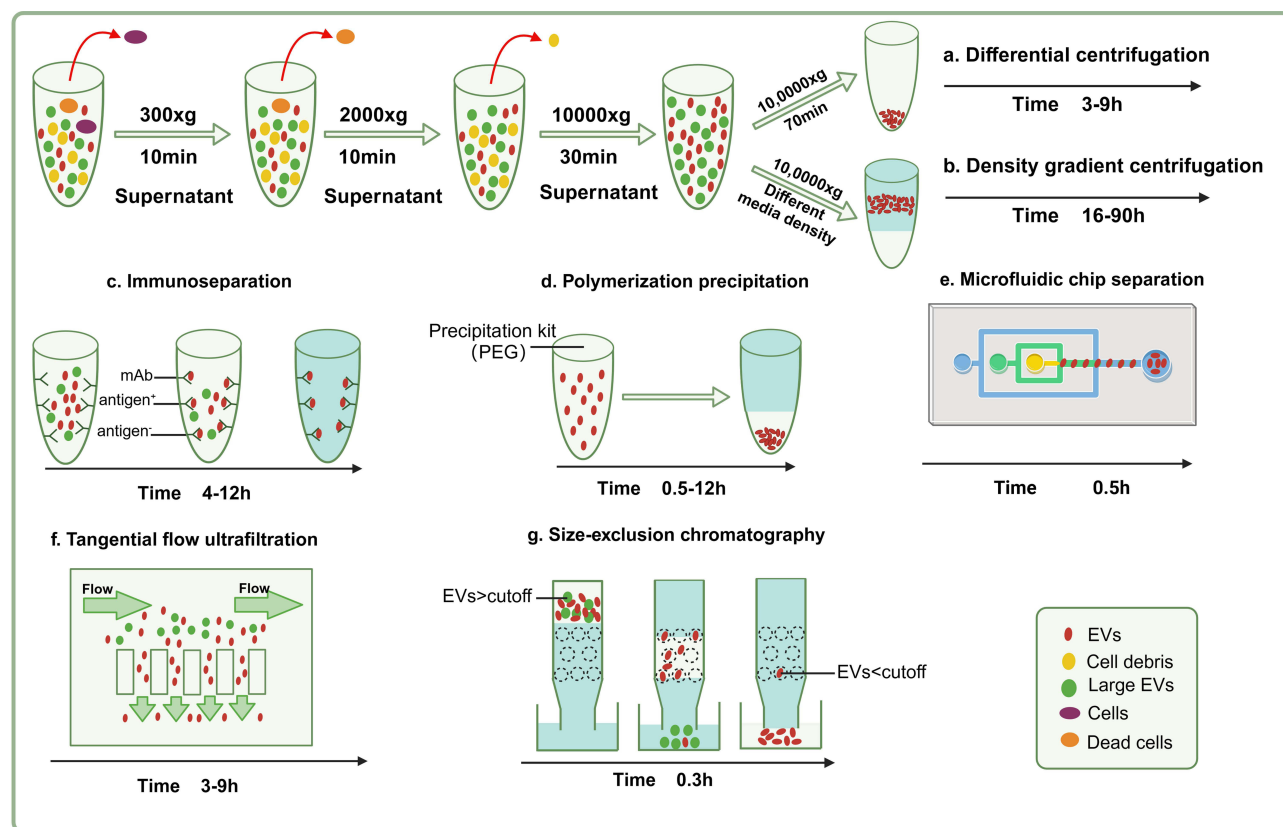 300xg
10min
Supernatant
2000xg
10min
Supernatant
10000xg
30min
Supernatant
10,0000xg
70min
10,0000xg
Different
media density
a. Differential centrifugation
Time 3-9h
b. Density gradient centrifugation
Time 16-90h
c. Immunoseparation
mAb
antigen⁺
antigen⁻
Time 4-12h
d. Polymerization precipitation
Precipitation kit
(PEG)
Time 0.5-12h
e. Microfluidic chip separation
Time 0.5h
f. Tangential flow ultrafiltration
Flow
Flow
Time 3-9h
g. Size-exclusion chromatography
EVs>cutoff
EVs<cutoff
Time 0.3h
EVs
Cell debris
Large EVs
Cells
Dead cells